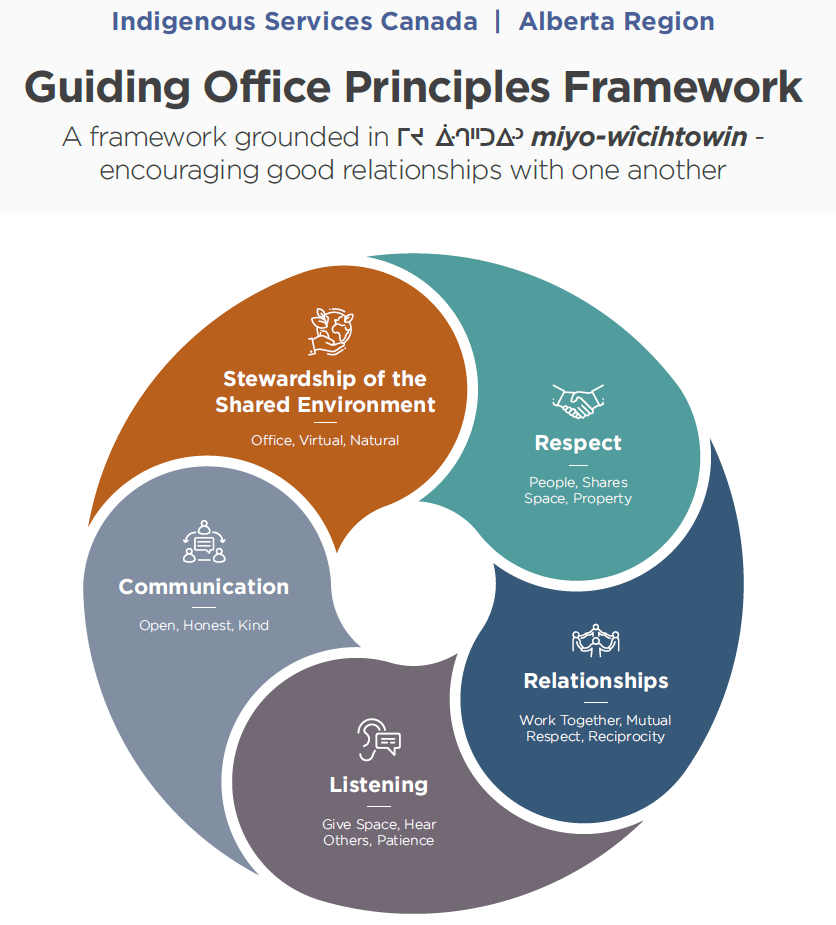 Indigenous Services Canada | Alberta Region
Guiding Office Principles Framework
A framework grounded in ᒥᔪ ᐑᒋᐦᑐᐏᐣ miyo-wîcihtowin -
encouraging good relationships with one another
Stewardship of the
Shared Environment
Office, Virtual, Natural
Respect
People, Shares
Space, Property
Communication
Open, Honest, Kind
Relationships
Work Together, Mutual
Respect, Reciprocity
Listening
Give Space, Hear
Others, Patience